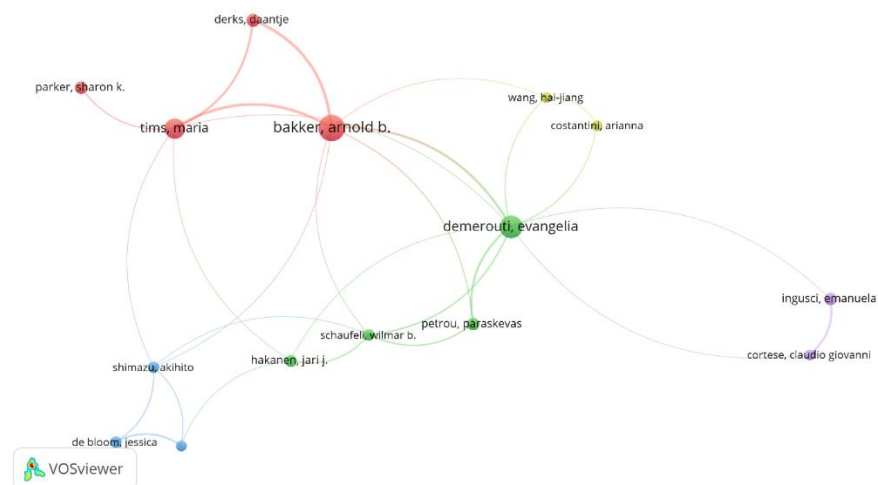 derks, daantje
parker, sharon k.
tims, maria
bakker, arnold b.
wang, hai-jiang
costantini, arianna
demerouti, evangelia
ingusci, emanuela
petrou, paraskevas
schaufeli, wilmar b.
cortese, claudio giovanni
hakanen, jari j.
shimazu, akihito
de bloom, jessica
VOSviewer